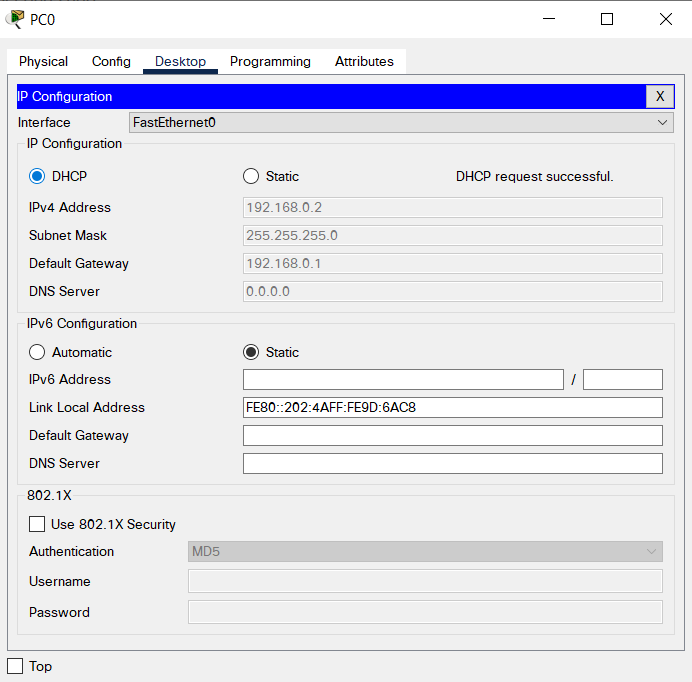 PC0
Physical Config Desktop Programming Attributes
IP Configuration X
Interface FastEthernet0
IP Configuration
DHCP Static DHCP request successful.
IPv4 Address 192.168.0.2
Subnet Mask 255.255.255.0
Default Gateway 192.168.0.1
DNS Server 0.0.0.0
IPv6 Configuration
Automatic Static
IPv6 Address /
Link Local Address FE80::202:4AFF:FE9D:6AC8
Default Gateway
DNS Server
802.1X
Use 802.1X Security
Authentication MD5
Username
Password
Top